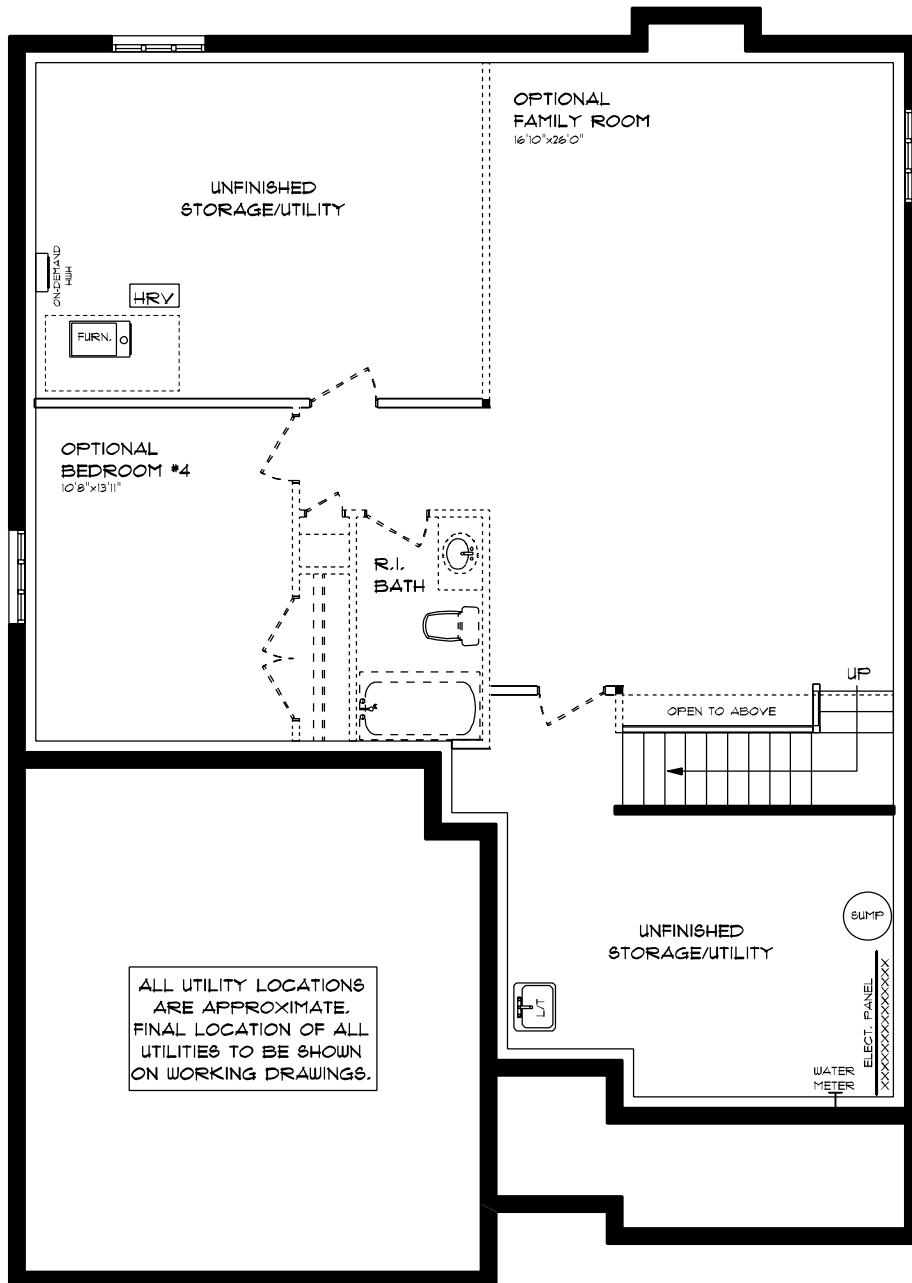 OPTIONAL
FAMILY ROOM
16'10"x26'0"
UNFINISHED
STORAGE/UTILITY
ON-DEMAND
HWH
HRV
FURN.
OPTIONAL
BEDROOM #4
10'8"x13'11"
R.I.
BATH
UP
OPEN TO ABOVE
SUMP
UNFINISHED
STORAGE/UTILITY
L/T
ELECT. PANEL
XXXXXXXXXXXXX
WATER
METER
ALL UTILITY LOCATIONS
ARE APPROXIMATE.
FINAL LOCATION OF ALL
UTILITIES TO BE SHOWN
ON WORKING DRAWINGS.